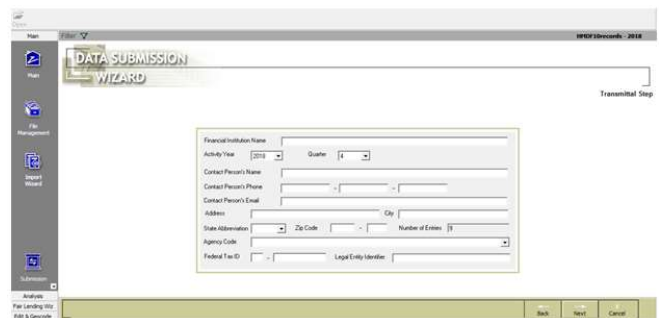 Open
Main
Filter
HMDF10records - 2018
DATA SUBMISSION
WIZARD
Main
Transmittal Step
File
Management
Import
Wizard
Financial Institution Name
Activity Year 2018 Quarter 4
Contact Person's Name
Contact Person's Phone - -
Contact Person's Email
Address City
State Abbreviation Zip Code - Number of Entries 9
Agency Code
Federal Tax ID - Legal Entity Identifier
Submission
Analysis
Fair Lending Wiz
Edit & Geocode
Back Next Cancel